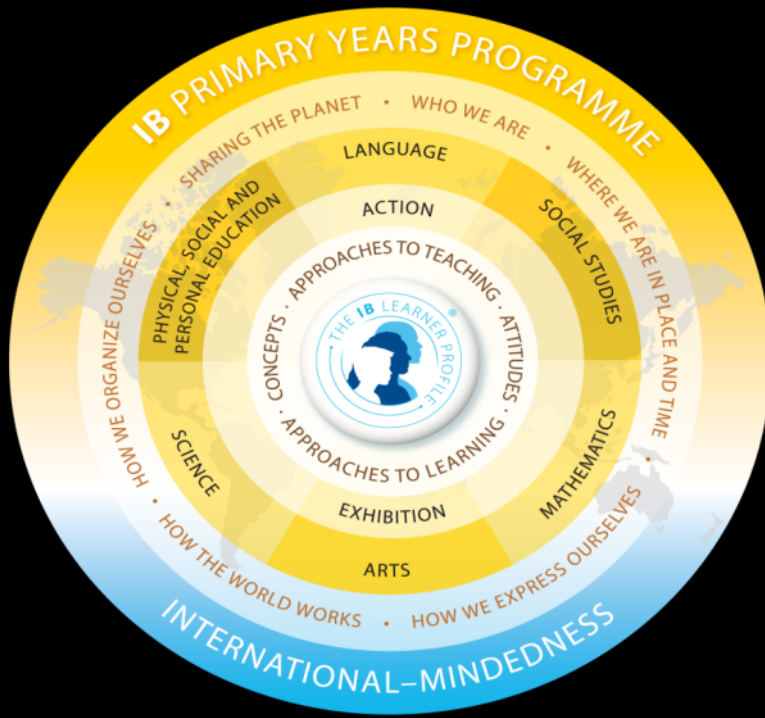 IB PRIMARY YEARS PROGRAMME
SHARING THE PLANET • WHO WE ARE • WHERE WE ARE IN PLACE AND TIME • HOW WE EXPRESS OURSELVES • HOW THE WORLD WORKS • HOW WE ORGANIZE OURSELVES •
LANGUAGE
SOCIAL STUDIES
MATHEMATICS
ARTS
SCIENCE
PHYSICAL, SOCIAL AND
PERSONAL EDUCATION
ACTION
EXHIBITION
APPROACHES TO TEACHING · ATTITUDES · APPROACHES TO LEARNING · CONCEPTS ·
• THE IB LEARNER PROFILE • ®
INTERNATIONAL–MINDEDNESS